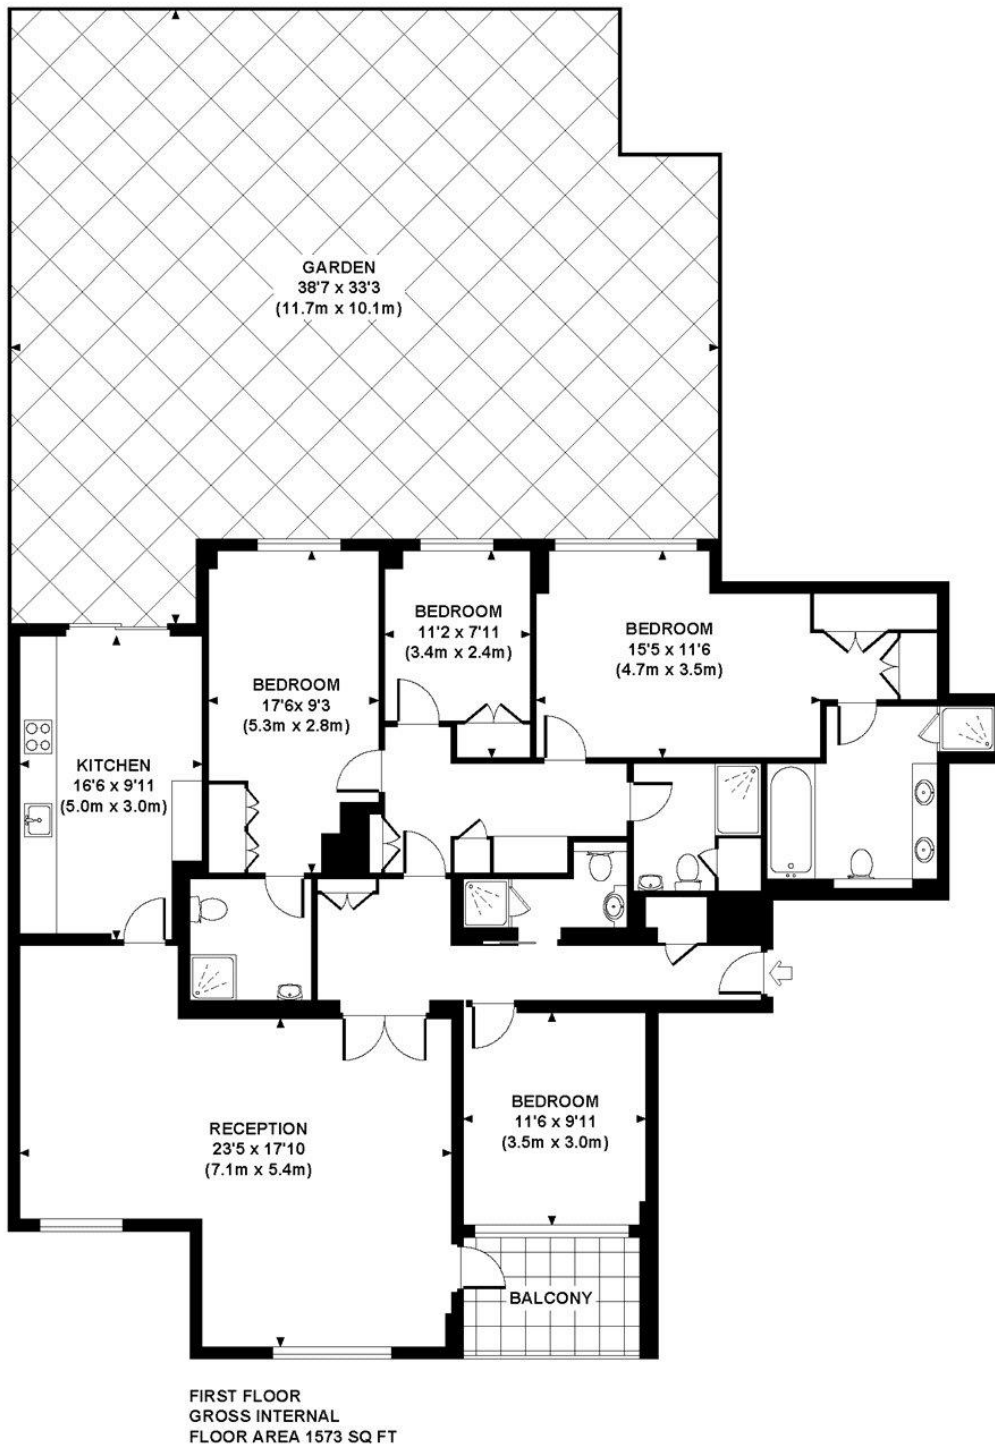 GARDEN
38'7 x 33'3
(11.7m x 10.1m)
BEDROOM
11'2 x 7'11
(3.4m x 2.4m)
BEDROOM
15'5 x 11'6
(4.7m x 3.5m)
BEDROOM
17'6x 9'3
(5.3m x 2.8m)
KITCHEN
16'6 x 9'11
(5.0m x 3.0m)
BEDROOM
11'6 x 9'11
(3.5m x 3.0m)
RECEPTION
23'5 x 17'10
(7.1m x 5.4m)
BALCONY
FIRST FLOOR
GROSS INTERNAL
FLOOR AREA 1573 SQ FT